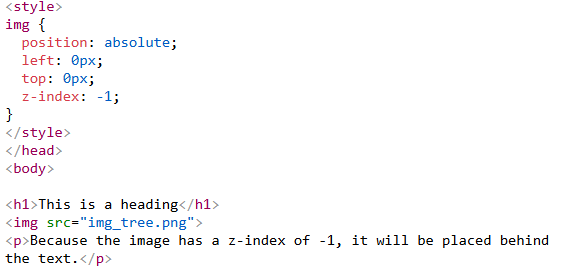 <style>
img {
  position: absolute;
  left: 0px;
  top: 0px;
  z-index: -1;
}
</style>
</head>
<body>

<h1>This is a heading</h1>
<img src="img_tree.png">
<p>Because the image has a z-index of -1, it will be placed behind
the text.</p>